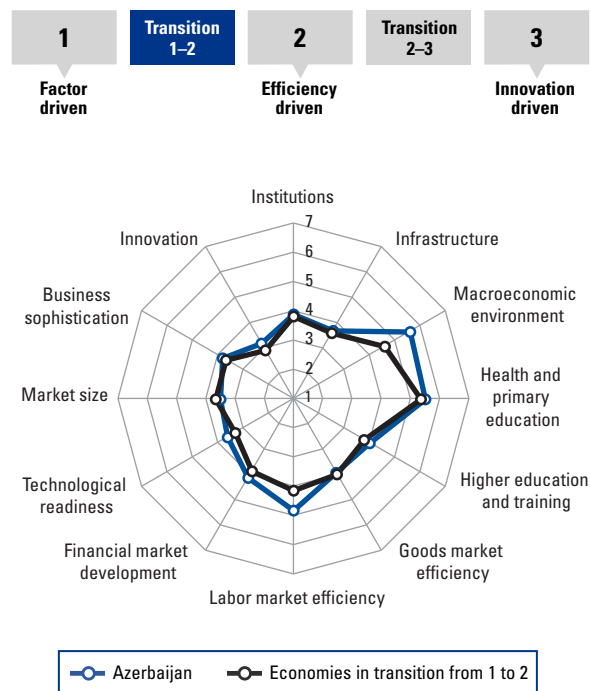 1
Transition
1–2
2
Transition
2–3
3
Factor
driven
Efficiency
driven
Innovation
driven
Institutions
7
6
5
4
3
2
1
Innovation
Infrastructure
Business
sophistication
Macroeconomic
environment
Market size
Health and
primary
education
Technological
readiness
Higher education
and training
Financial market
development
Goods market
efficiency
Labor market efficiency
Azerbaijan
Economies in transition from 1 to 2